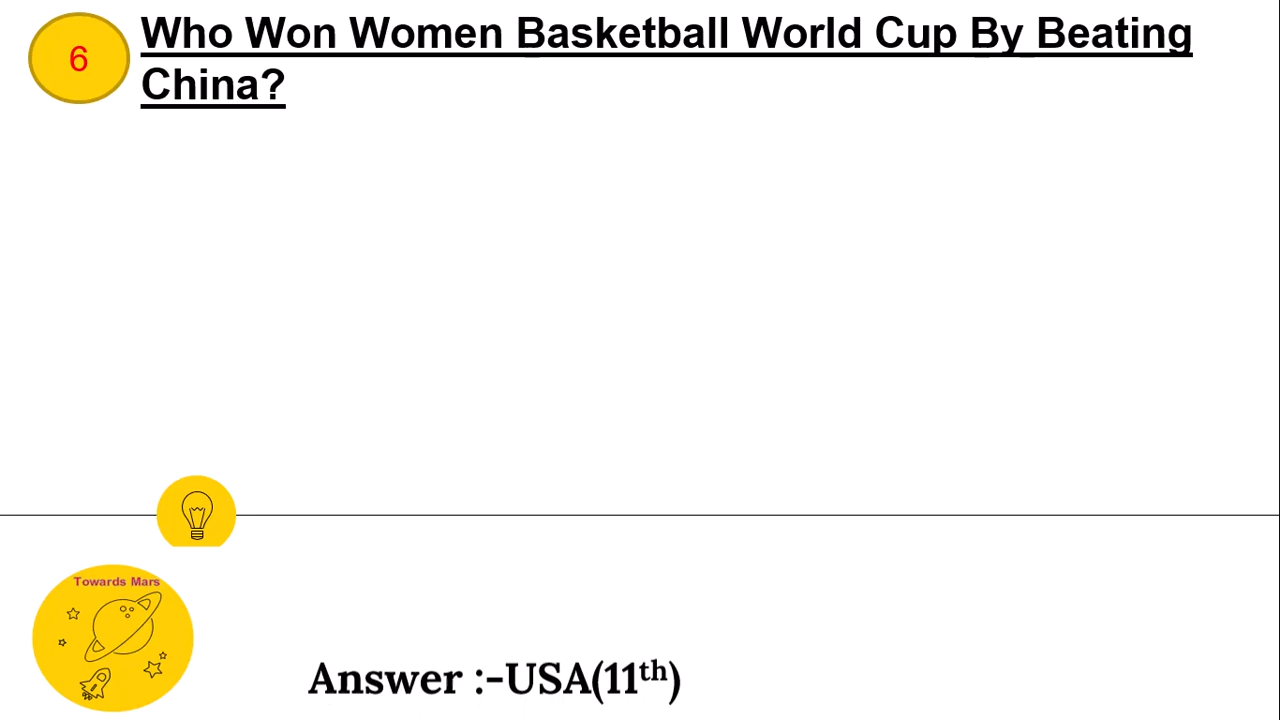 6
Who Won Women Basketball World Cup By Beating
China?
Towards Mars
Answer :-USA(11th)